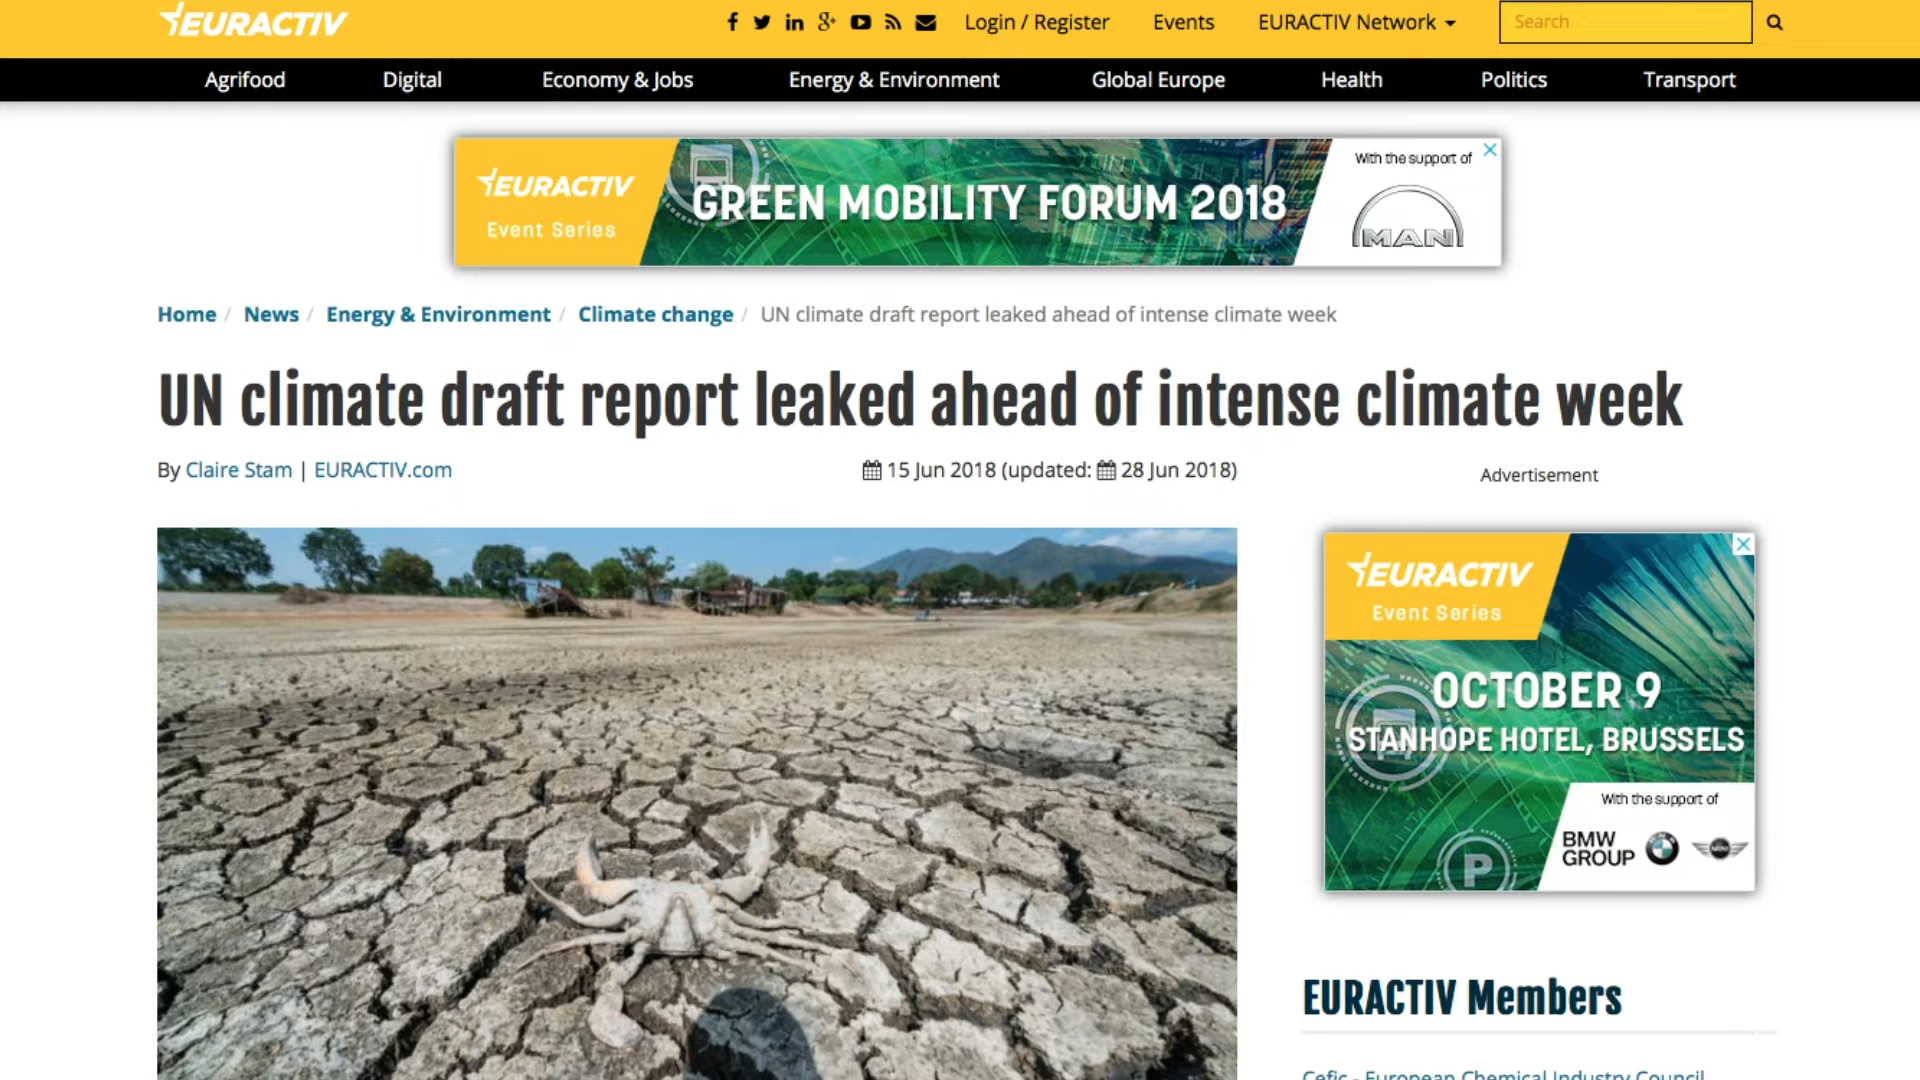 EURACTIV
Login / Register
Events
EURACTIV Network
Search
Agrifood
Digital
Economy & Jobs
Energy & Environment
Global Europe
Health
Politics
Transport
EURACTIV
Event Series
GREEN MOBILITY FORUM 2018
With the support of
MAN
Home / News / Energy & Environment / Climate change / UN climate draft report leaked ahead of intense climate week
UN climate draft report leaked ahead of intense climate week
By Claire Stam | EURACTIV.com
15 Jun 2018 (updated: 28 Jun 2018)
Advertisement
EURACTIV
Event Series
OCTOBER 9
STANHOPE HOTEL, BRUSSELS
With the support of
BMW
GROUP
MINI
P
EURACTIV Members
Cefic - European Chemical Industry Council